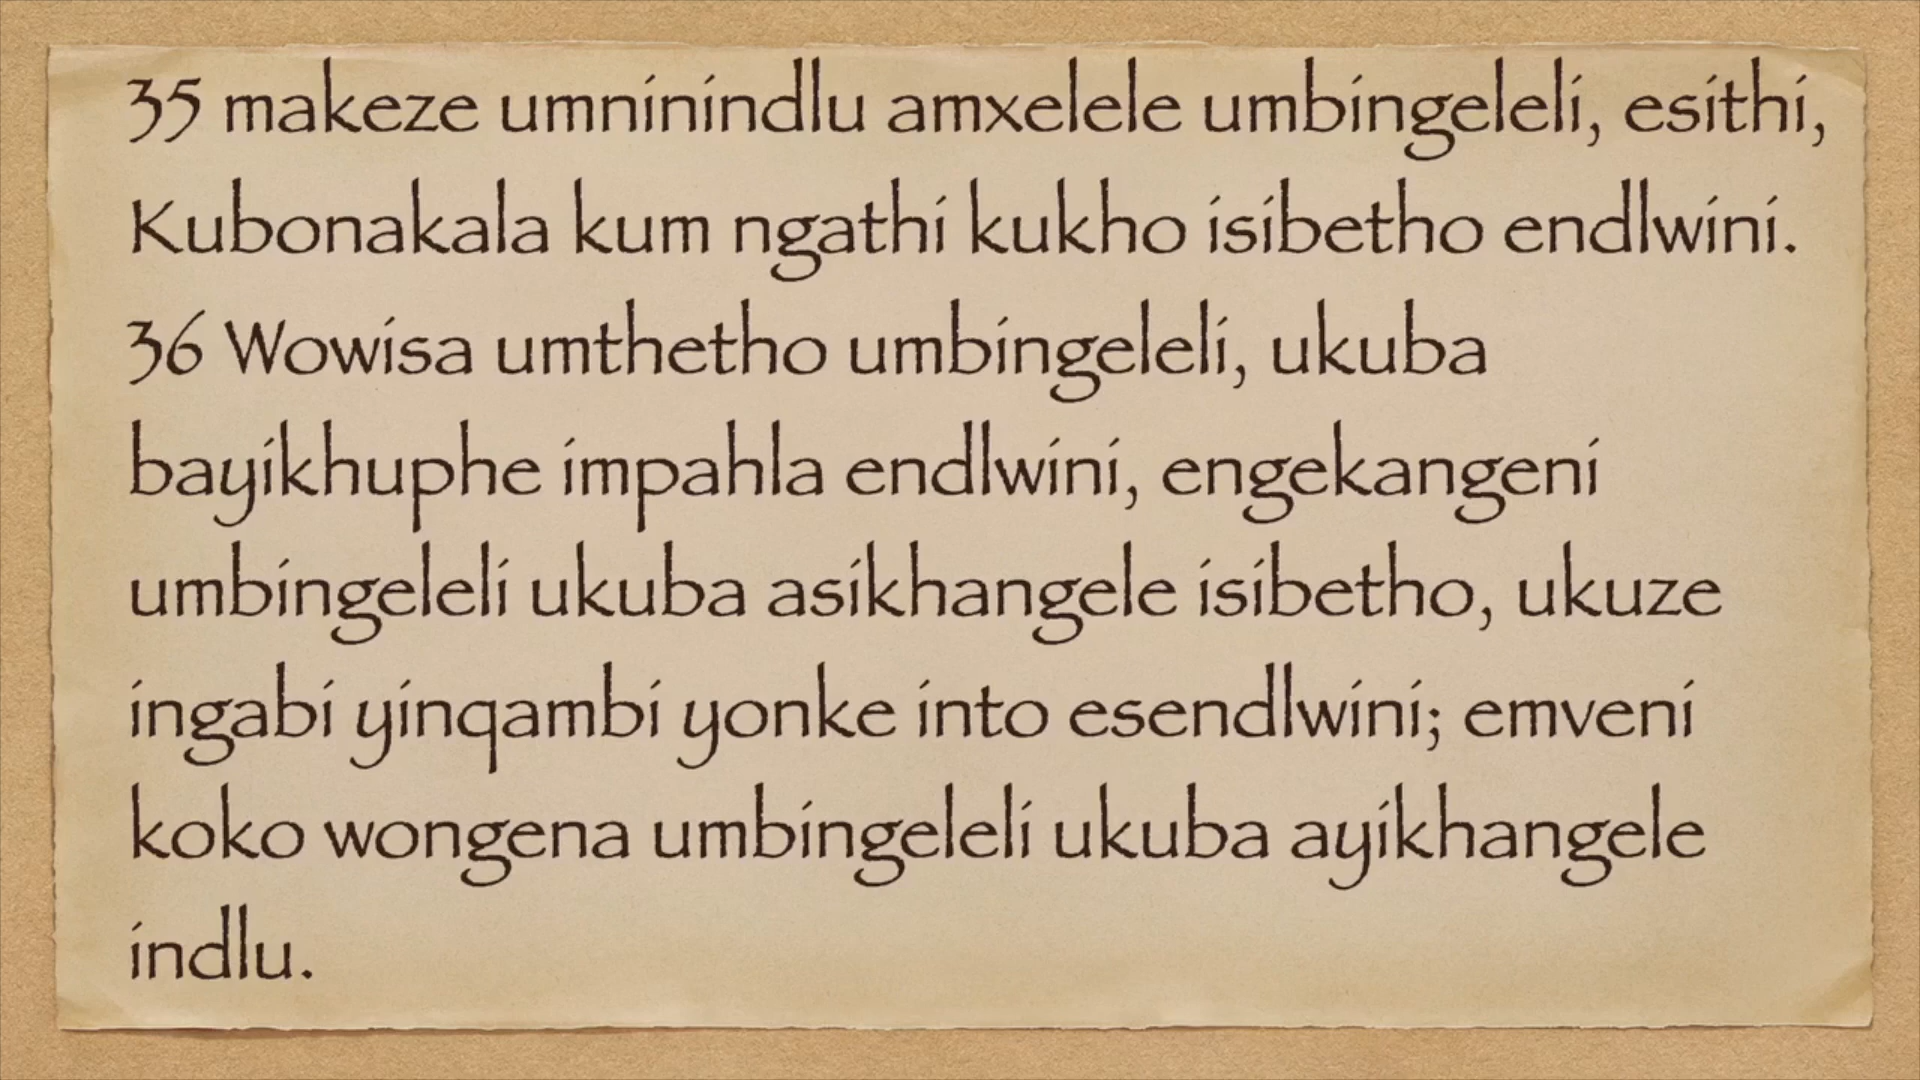 35 makeze umninindlu amxelele umbingeleli, esithi,
Kubonakala kum ngathi kukho isibetho endlwini.
36 Wowisa umthetho umbingeleli, ukuba
bayikhuphe impahla endlwini, engekangeni
umbingeleli ukuba asikhangele isibetho, ukuze
ingabi yinqambi yonke into esendlwini; emveni
koko wongena umbingeleli ukuba ayikhangele
indlu.